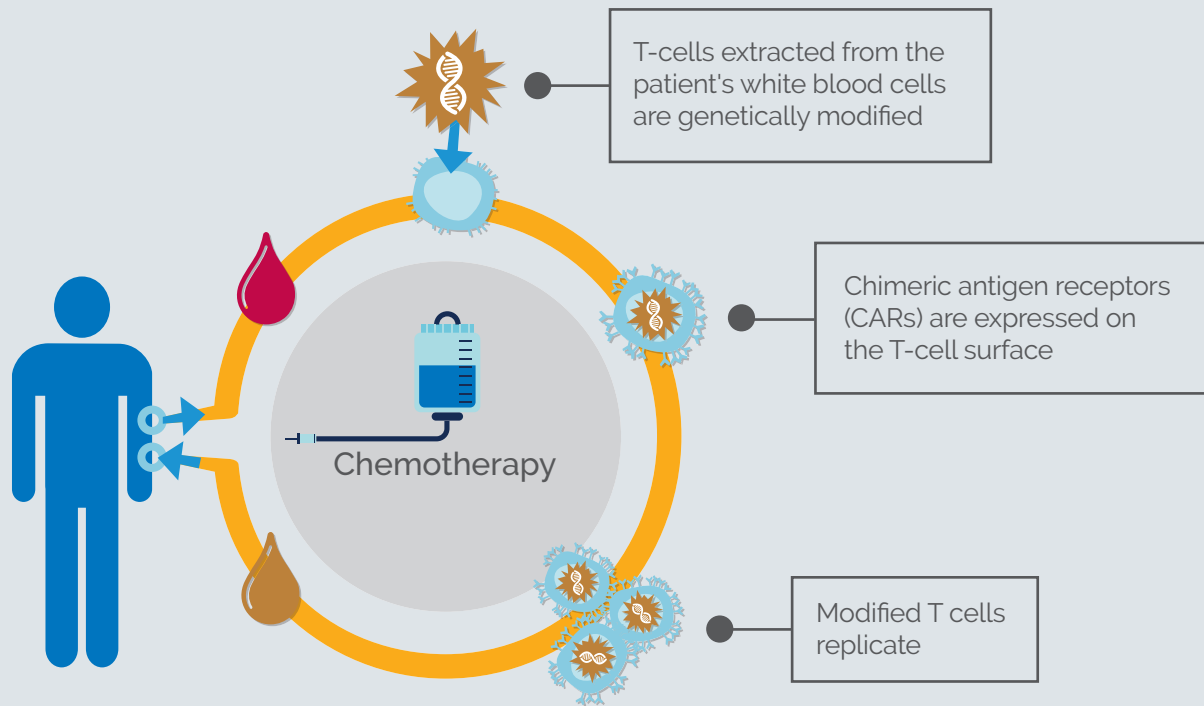 T-cells extracted from the
patient's white blood cells
are genetically modified
Chimeric antigen receptors
(CARs) are expressed on
the T-cell surface
Chemotherapy
Modified T cells
replicate